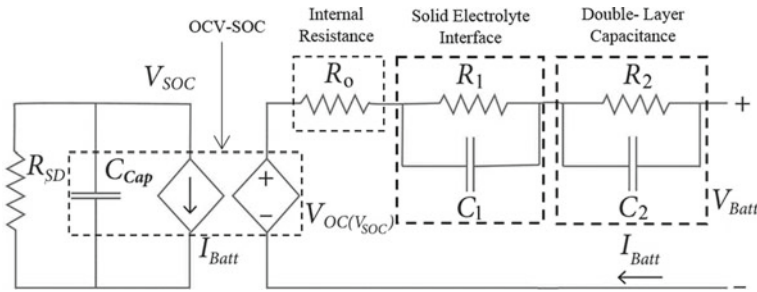 Internal
Resistance
Solid Electrolyte
Interface
Double- Layer
Capacitance
OCV-SOC
V_SOC
R_o
R_1
R_2
R_SD
C_Cap
+
−
V_OC(V_SOC)
I_Batt
C_1
C_2
+
V_Batt
I_Batt
−